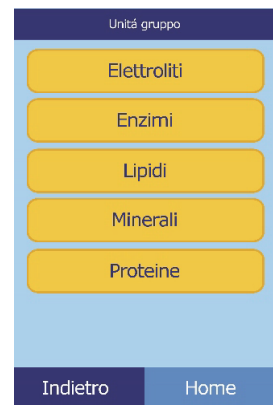 Unitá gruppo
Elettroliti
Enzimi
Lipidi
Minerali
Proteine
Indietro Home